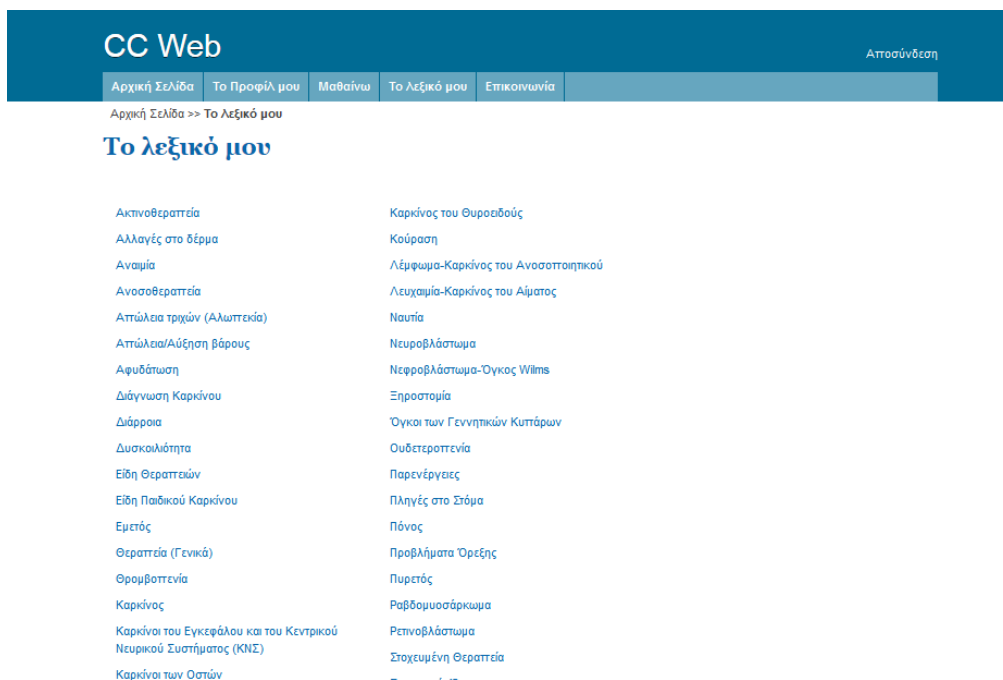 CC Web
Αποσύνδεση
Αρχική Σελίδα
Το Προφίλ μου
Μαθαίνω
Το λεξικό μου
Επικοινωνία
Αρχική Σελίδα >> Το Λεξικό μου
Το λεξικό μου
Ακτινοθεραπεία
Αλλαγές στο δέρμα
Αναιμία
Ανοσοθεραπεία
Απώλεια τριχών (Αλωπεκία)
Απώλεια/Αύξηση βάρους
Αφυδάτωση
Διάγνωση Καρκίνου
Διάρροια
Δυσκοιλιότητα
Είδη Θεραπειών
Είδη Παιδικού Καρκίνου
Εμετός
Θεραπεία (Γενικά)
Θρομβοπενία
Καρκίνος
Καρκίνοι του Εγκεφάλου και του Κεντρικού
Νευρικού Συστήματος (ΚΝΣ)
Καρκίνοι των Οστών
Καρκίνος του Θυροειδούς
Κούραση
Λέμφωμα-Καρκίνος του Ανοσοποιητικού
Λευχαιμία-Καρκίνος του Αίματος
Ναυτία
Νευροβλάστωμα
Νεφροβλάστωμα-Όγκος Wilms
Ξηροστομία
Όγκοι των Γεννητικών Κυττάρων
Ουδετεροπενία
Παρενέργειες
Πληγές στο Στόμα
Πόνος
Προβλήματα Όρεξης
Πυρετός
Ραβδομυοσάρκωμα
Ρετινοβλάστωμα
Στοχευμένη Θεραπεία